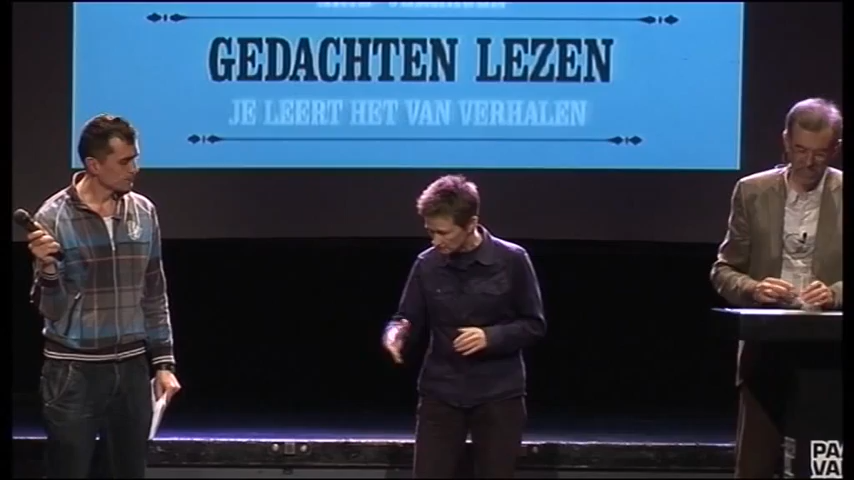 GEDACHTEN LEZEN
JE LEERT HET VAN VERHALEN
PA
VA